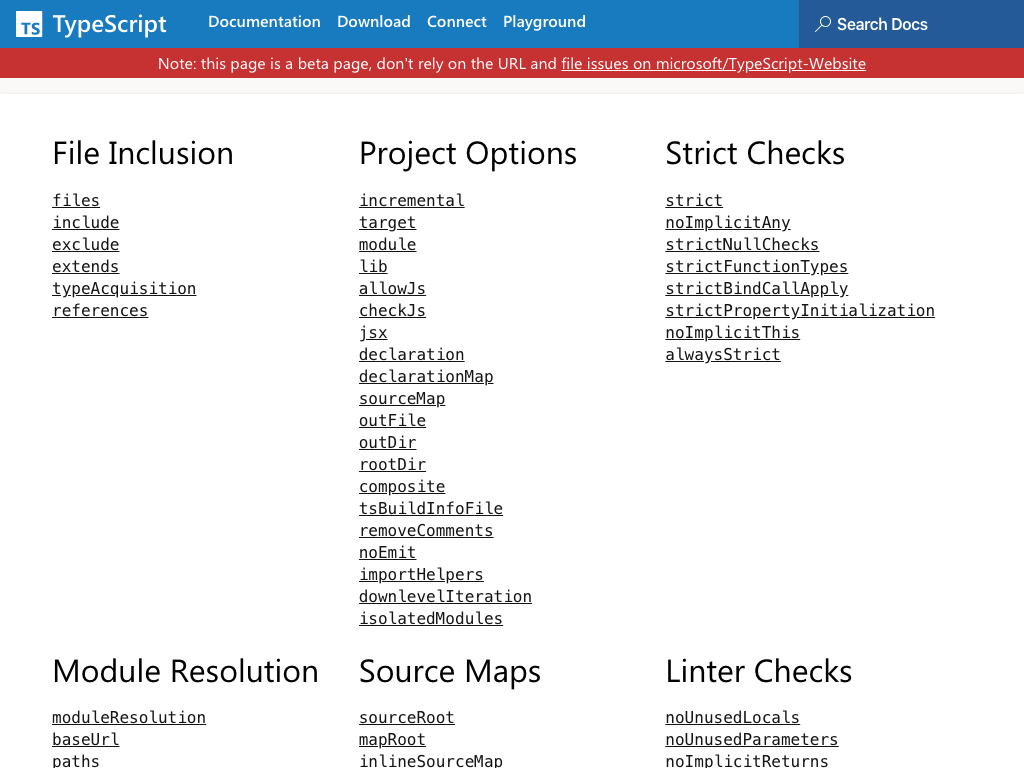 TS TypeScript Documentation Download Connect Playground Search Docs
Note: this page is a beta page, don't rely on the URL and file issues on microsoft/TypeScript-Website
File Inclusion
files
include
exclude
extends
typeAcquisition
references
Project Options
incremental
target
module
lib
allowJs
checkJs
jsx
declaration
declarationMap
sourceMap
outFile
outDir
rootDir
composite
tsBuildInfoFile
removeComments
noEmit
importHelpers
downlevelIteration
isolatedModules
Strict Checks
strict
noImplicitAny
strictNullChecks
strictFunctionTypes
strictBindCallApply
strictPropertyInitialization
noImplicitThis
alwaysStrict
Module Resolution
moduleResolution
baseUrl
paths
Source Maps
sourceRoot
mapRoot
inlineSourceMap
Linter Checks
noUnusedLocals
noUnusedParameters
noImplicitReturns